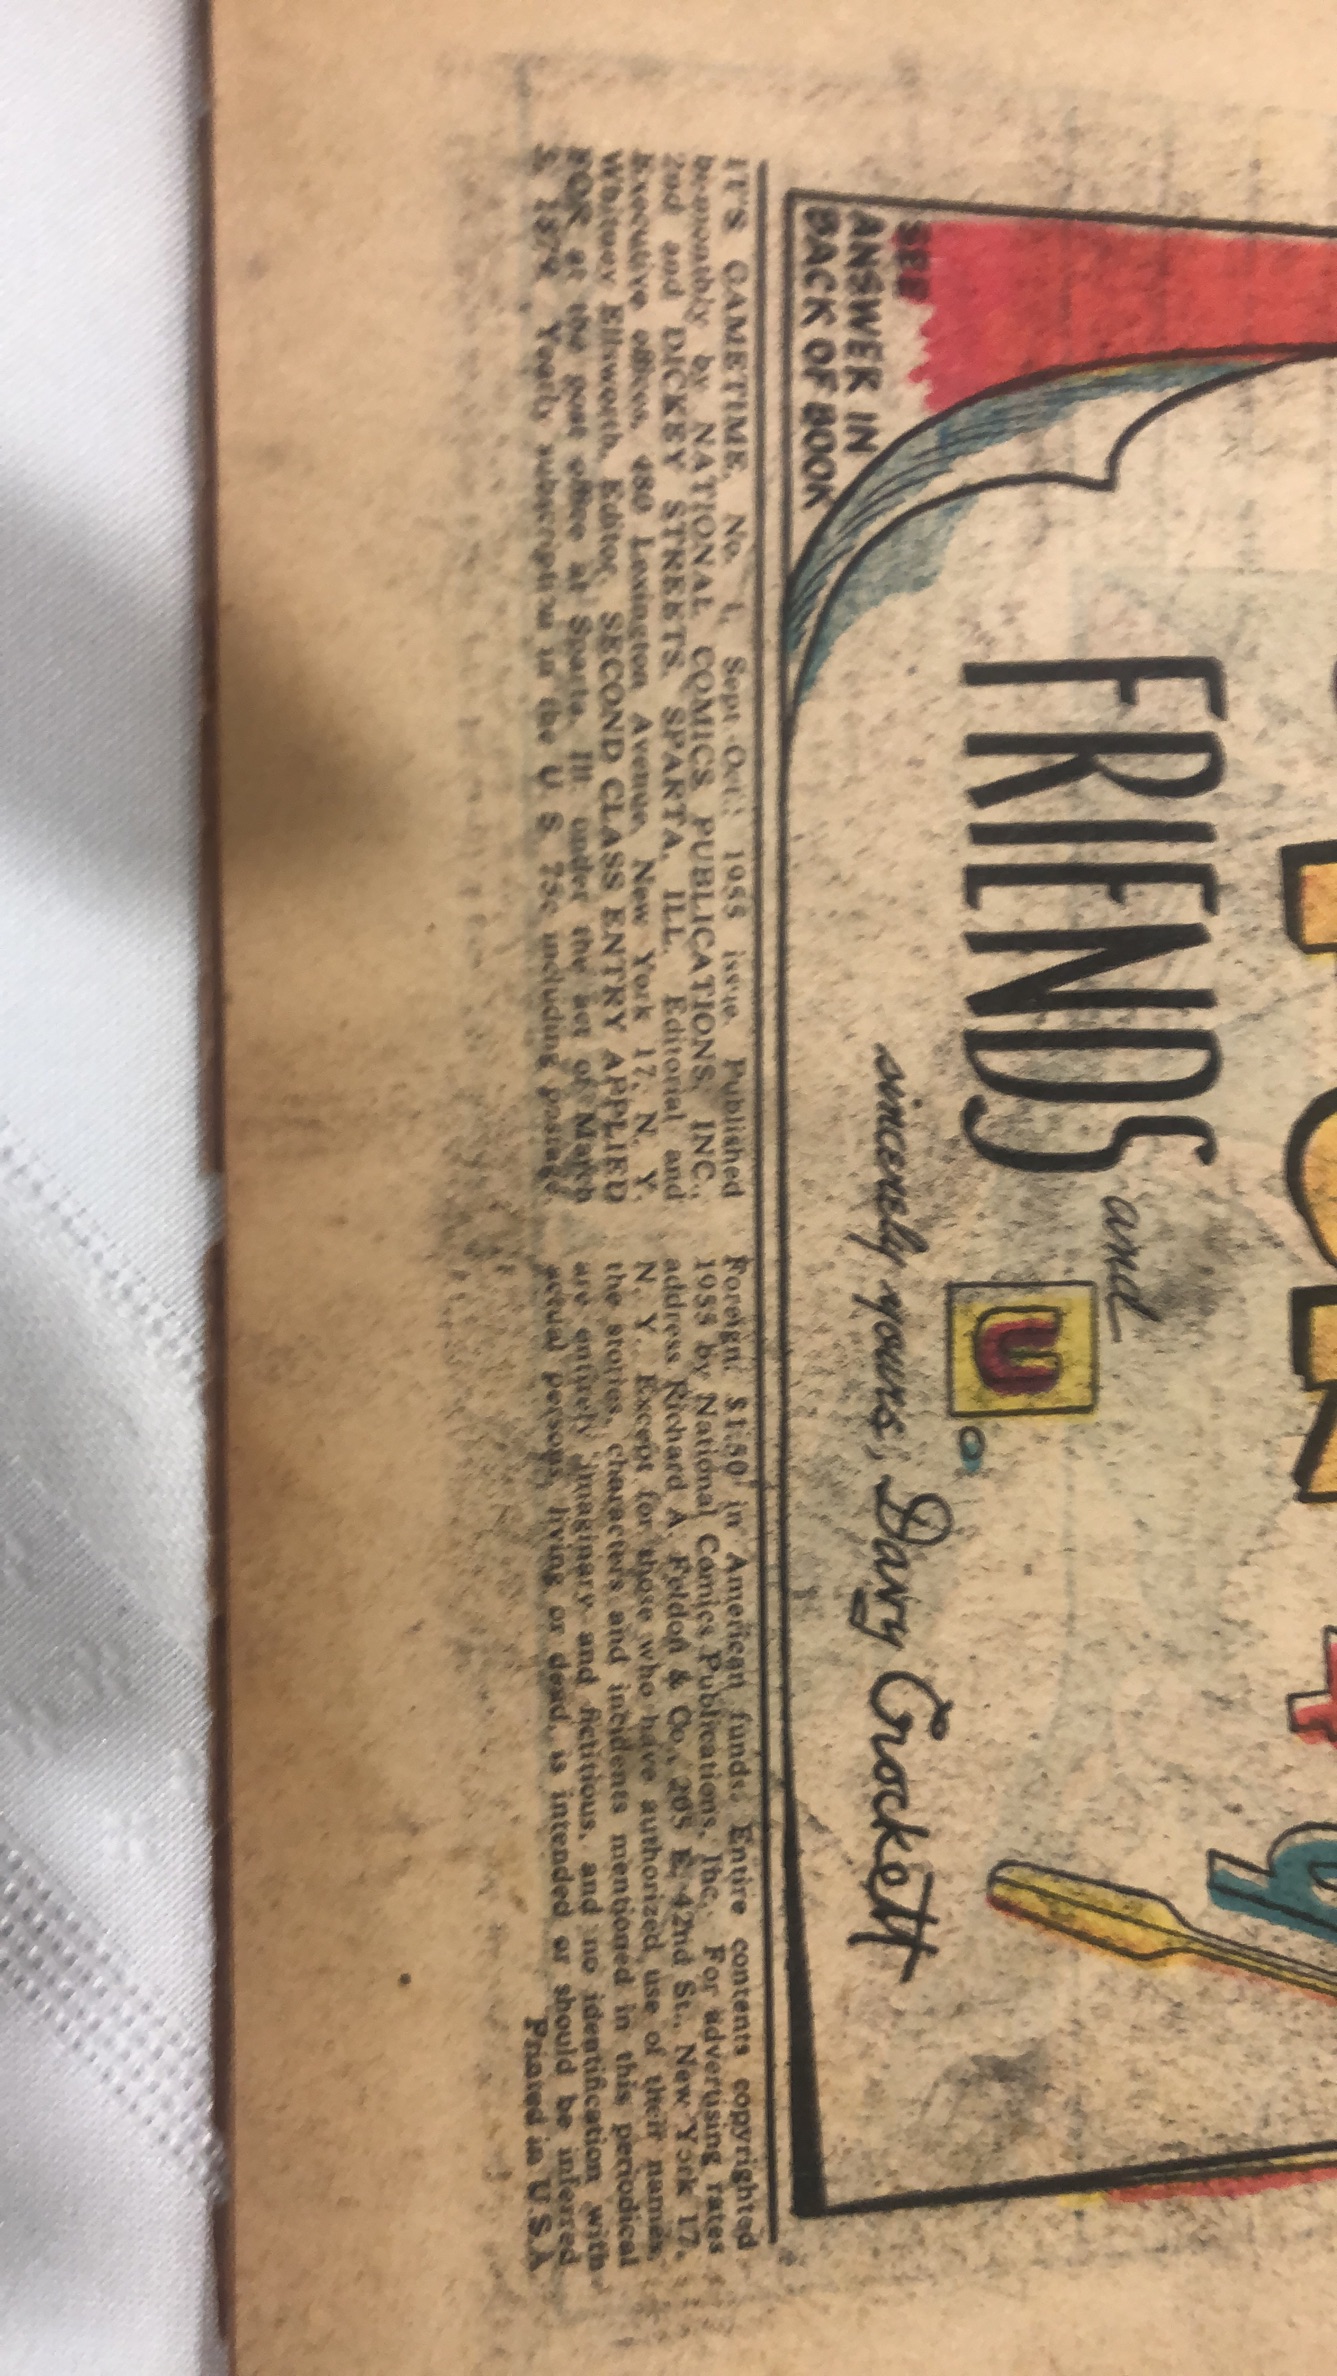 FRIENDS and U.
sincerely yours, Davy Crockett
SEE
ANSWER IN
BACK OF BOOK
IT'S GAMETIME, No. 1, Sept.-Oct., 1955 issue. Published
bi-monthly by NATIONAL COMICS PUBLICATIONS, INC.,
2nd and DICKEY STREETS, SPARTA, ILL. Editorial and
Executive offices, 480 Lexington Avenue, New York 17, N. Y.
Whitney Ellsworth, Editor. SECOND CLASS ENTRY APPLIED
FOR at the post office at Sparta, Ill. under the act of March
3, 1879. Yearly subscription in the U. S. 75c including postage.
Foreign, $1.50 in American funds. Entire contents copyrighted
1955 by National Comics Publications, Inc. For advertising rates
address Richard A. Feldon & Co., 205 E. 42nd St., New York 17,
N. Y. Except for those who have authorized use of their names,
the stories, characters and incidents mentioned in this periodical
are entirely imaginary and fictitious, and no identification with
actual persons, living or dead, is intended or should be inferred.
Printed in U.S.A.